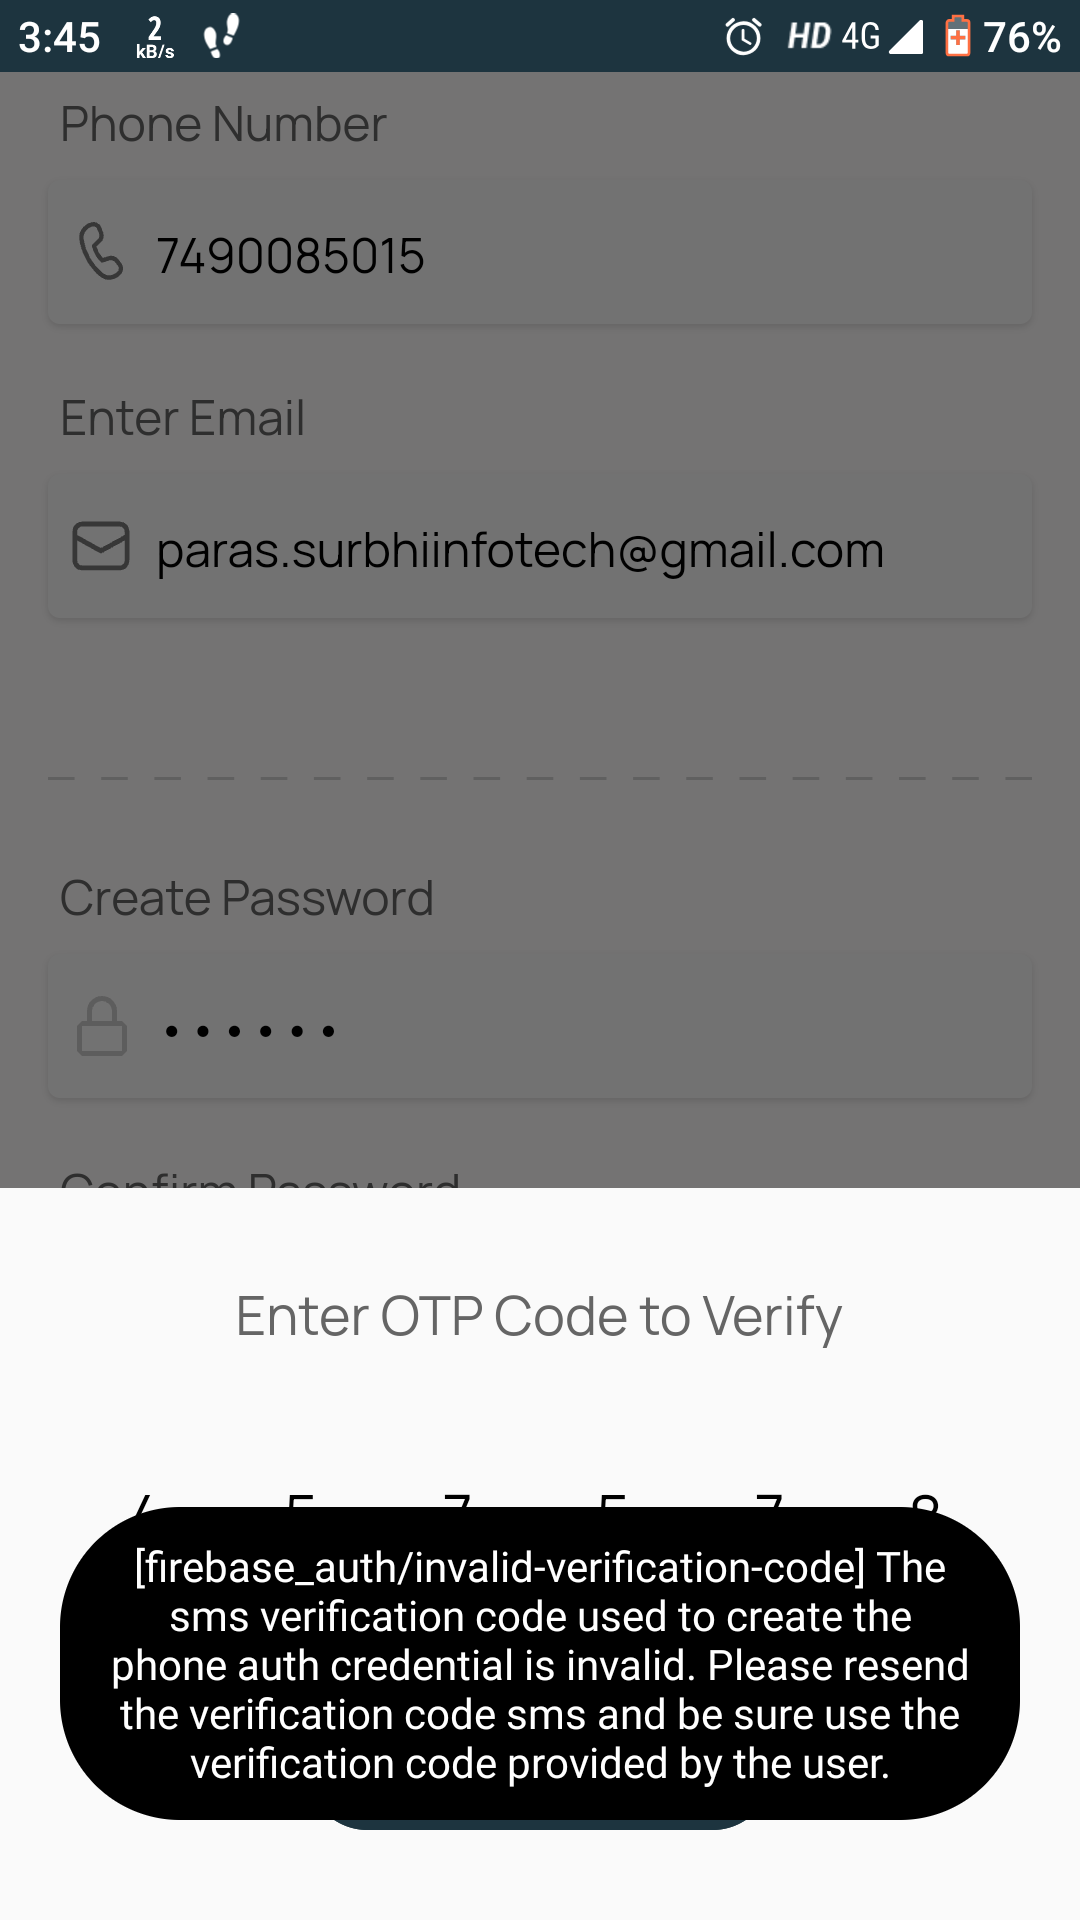 3:45 2 kB/s HD 4G 76%
Phone Number
7490085015
Enter Email
paras.surbhiinfotech@gmail.com
Create Password
••••••
Confirm Password
Enter OTP Code to Verify
[firebase_auth/invalid-verification-code] The
sms verification code used to create the
phone auth credential is invalid. Please resend
the verification code sms and be sure use the
verification code provided by the user.